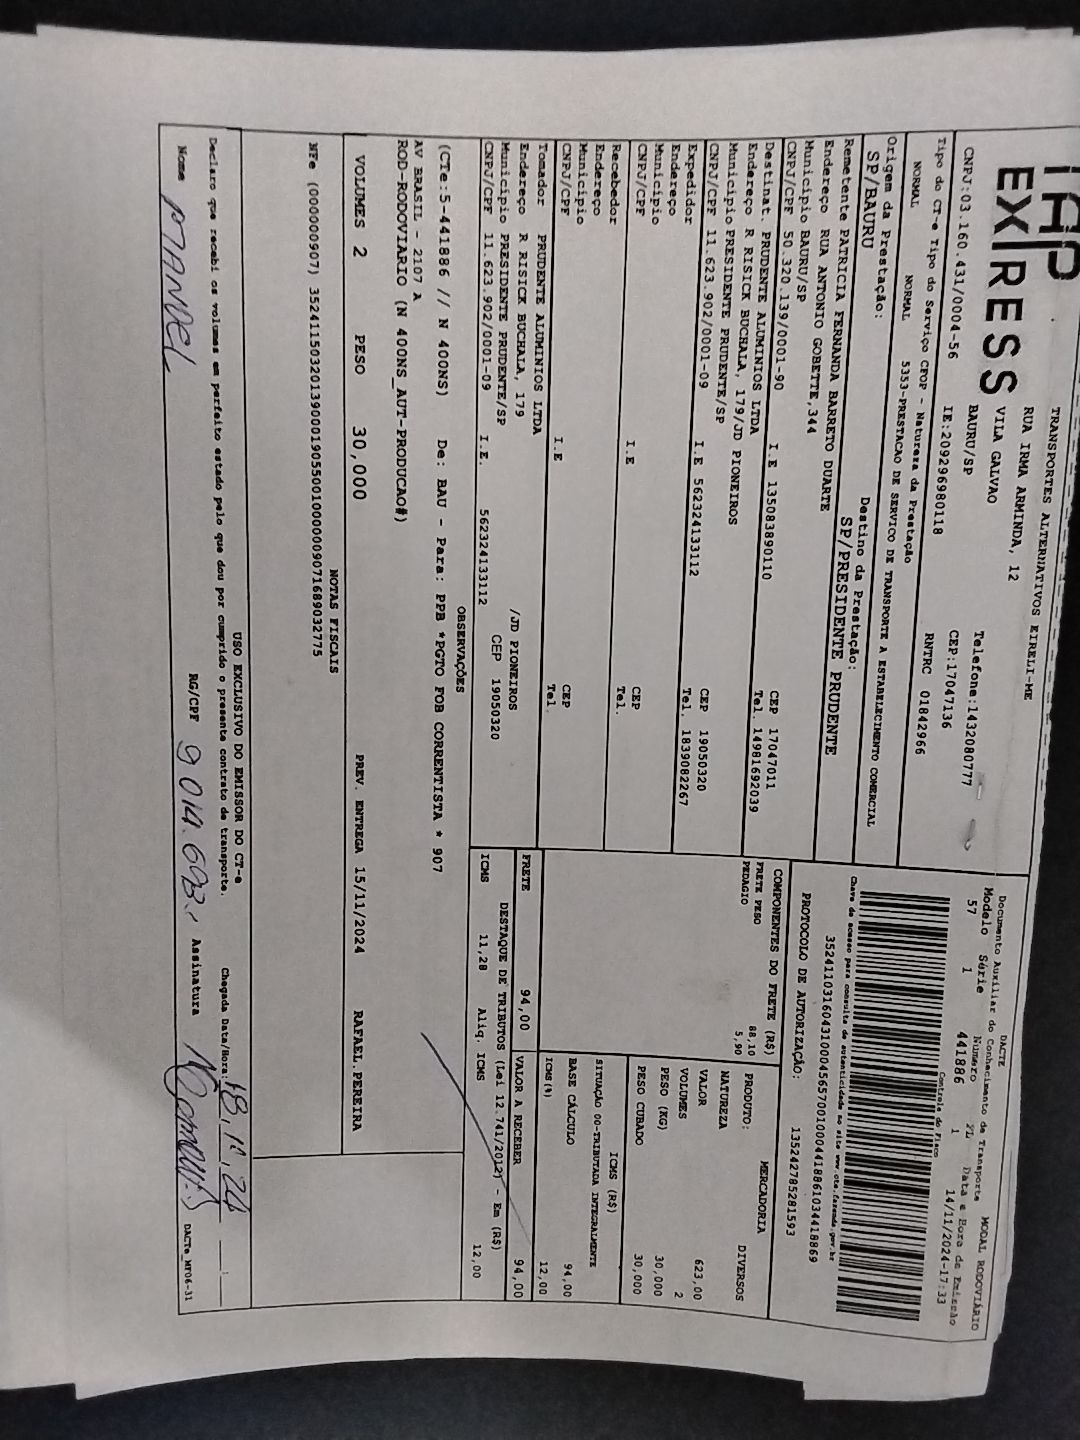 TAP
EXPRESS
TRANSPORTES ALTERNATIVOS EIRELI-ME
RUA IRMA ARMINDA, 12
VILA GALVAO
BAURU/SP
Telefone:1432080777
CEP:17047136
CNPJ:03.160.431/0004-56
IE:209296980118
RNTRC 01842966
Tipo do CT-e Tipo do Serviço CFOP - Natureza da Prestação
NORMAL NORMAL 5353-PRESTACAO DE SERVICO DE TRANSPORTE A ESTABELECIMENTO COMERCIAL
Origem da Prestação: Destino da Prestação:
SP/BAURU SP/PRESIDENTE PRUDENTE
Remetente PATRICIA FERNANDA BARRETO DUARTE
Endereço RUA ANTONIO GOBETTE,344
Município BAURU/SP CEP 17047011
CNPJ/CPF 50.320.139/0001-90 I.E 135083890110 Tel. 14981692039
Destinat. PRUDENTE ALUMINIOS LTDA
Endereço R RISICK BUCHALA, 179/JD PIONEIROS
Município PRESIDENTE PRUDENTE/SP CEP 19050320
CNPJ/CPF 11.623.902/0001-09 I.E 562324133112 Tel. 1839082267
Expedidor
Endereço
Município CEP
CNPJ/CPF I.E Tel.
Recebedor
Endereço
Município CEP
CNPJ/CPF I.E Tel.
Tomador PRUDENTE ALUMINIOS LTDA
Endereço R RISICK BUCHALA, 179 /JD PIONEIROS
Município PRESIDENTE PRUDENTE/SP CEP 19050320
CNPJ/CPF 11.623.902/0001-09 I.E. 562324133112
DACTE
Documento Auxiliar do Conhecimento de Transporte MODAL RODOVIÁRIO
Modelo Série Número FL Data e Hora de Emissão
57 1 441886 1 14/11/2024-17:33
Controle do Fisco
Chave de acesso para consulta de autenticidade no site www.cte.fazenda.gov.br
35241103160431000456570010004418861034418869
PROTOCOLO DE AUTORIZAÇÃO: 135242785281593
COMPONENTES DO FRETE (R$)
FRETE PESO 88,10
PEDAGIO 5,90
MERCADORIA
PRODUTO: DIVERSOS
NATUREZA
VALOR 623,00
VOLUMES 2
PESO (KG) 30,000
PESO CUBADO 30,000
ICMS (R$)
SITUAÇÃO 00-TRIBUTADA INTEGRALMENTE
BASE CÁLCULO 94,00
ICMS(%) 12,00
FRETE 94,00 VALOR A RECEBER 94,00
DESTAQUE DE TRIBUTOS (Lei 12.741/2012) - Em (R$)
ICMS 11,28 Aliq. ICMS 12,00
OBSERVAÇÕES
(CTe:5-441886 // N 400NS) De: BAU - Para: PPB *PGTO FOB CORRENTISTA * 907
AV BRASIL - 2107 A
ROD-RODOVIARIO (N 400NS_AUT-PRODUCAO#)
VOLUMES 2 PESO 30,000 PREV. ENTREGA 15/11/2024 RAFAEL.PEREIRA
NOTAS FISCAIS
NFe (000000907) 35241150320139000190550010000009071689032775
USO EXCLUSIVO DO EMISSOR DO CT-e
Declaro que recebi os volumes em perfeito estado pelo que dou por cumprido o presente contrato de transporte. Chegada Data/Hora:
Nome RG/CPF Assinatura
DACTe_MT06-31